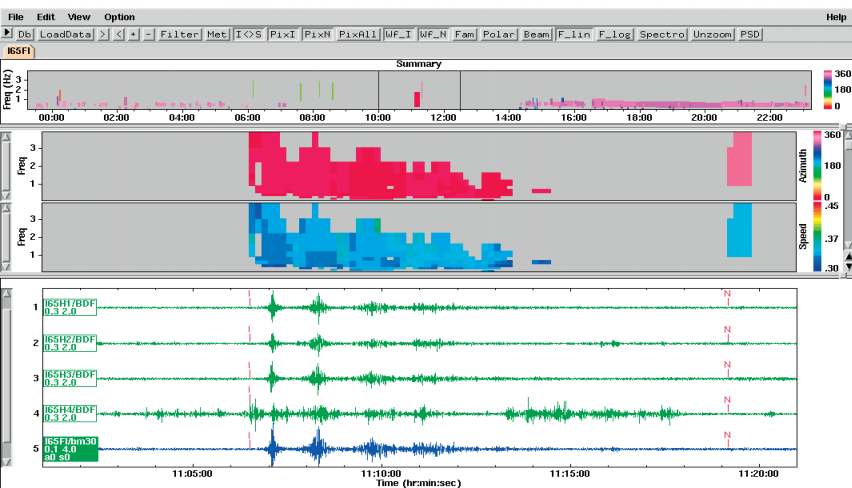 File Edit View Option Help
Db LoadData > < + - Filter Met I<>S PixI PixN PixAll Wf_I Wf_N Fam Polar Beam F_lin F_log Spectro Unzoom PSD
I65FI
Summary
Freq (Hz)
3
2
1
360
180
0
00:00 02:00 04:00 06:00 08:00 10:00 12:00 14:00 16:00 18:00 20:00 22:00
Freq
3
2
1
360
180
0
Azimuth
Freq
3
2
1
.45
.37
.30
Speed
I N
1 I65H1/BDF
0.3 2.0
I N
2 I65H2/BDF
0.3 2.0
I N
3 I65H3/BDF
0.3 2.0
I N
4 I65H4/BDF
0.3 2.0
I N
5 I65FI/bm30
0.1 4.0
a0 s0
11:05:00 11:10:00 11:15:00 11:20:00
Time (hr:min:sec)